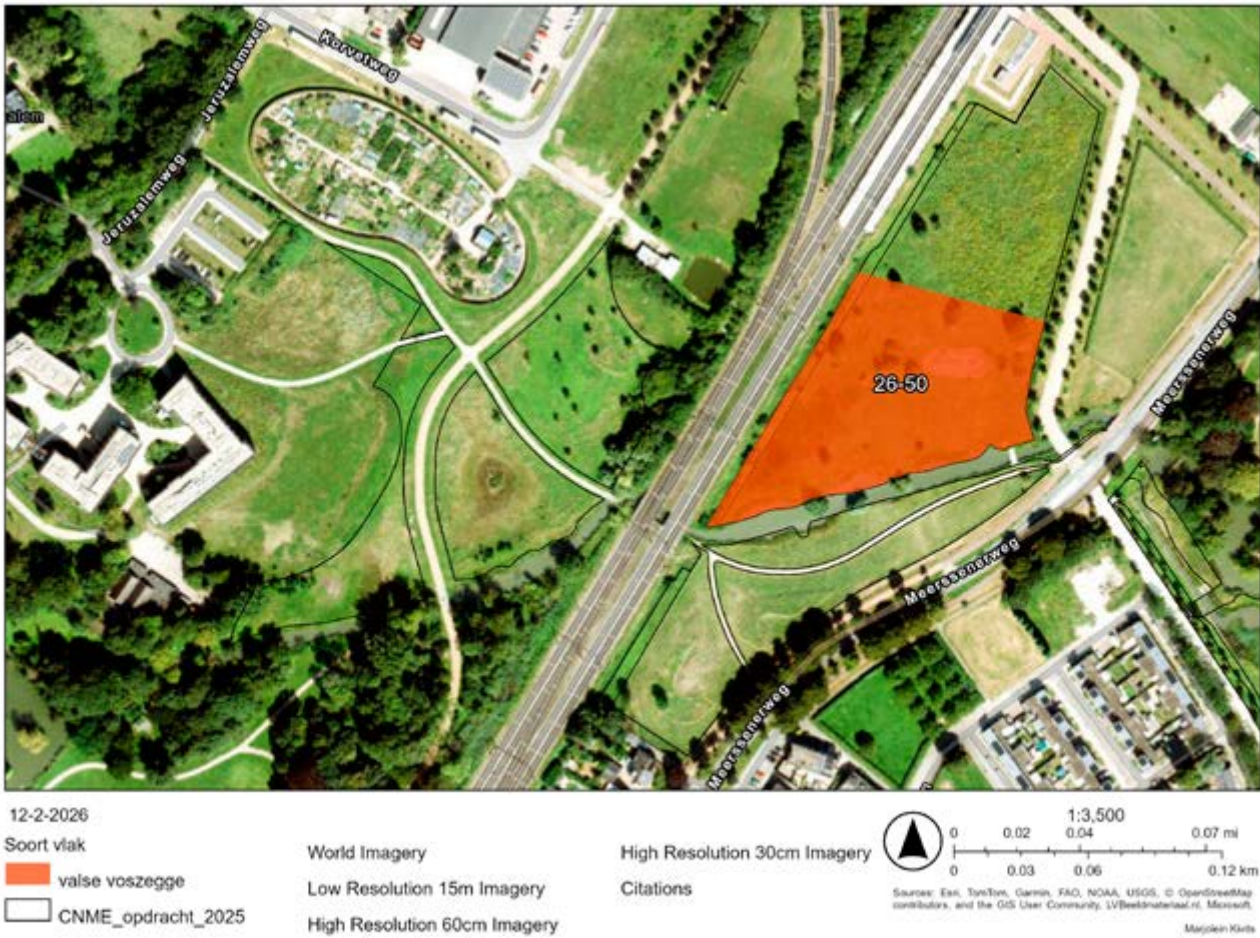 Korvetweg
Jeruzalemweg
alem
Jeruzalemweg
26-50
Meerssenerweg
Meerssenerweg
Meerssenerweg
12-2-2026
Soort vlak
valse voszegge
CNME_opdracht_2025
World Imagery
Low Resolution 15m Imagery
High Resolution 60cm Imagery
High Resolution 30cm Imagery
Citations
1:3,500
0 0.02 0.04 0.07 mi
0 0.03 0.06 0.12 km
Sources: Esri, TomTom, Garmin, FAO, NOAA, USGS, © OpenStreetMap
contributors, and the GIS User Community, LVBeeldmateriaal.nl, Microsoft,
Marjolein Kivits